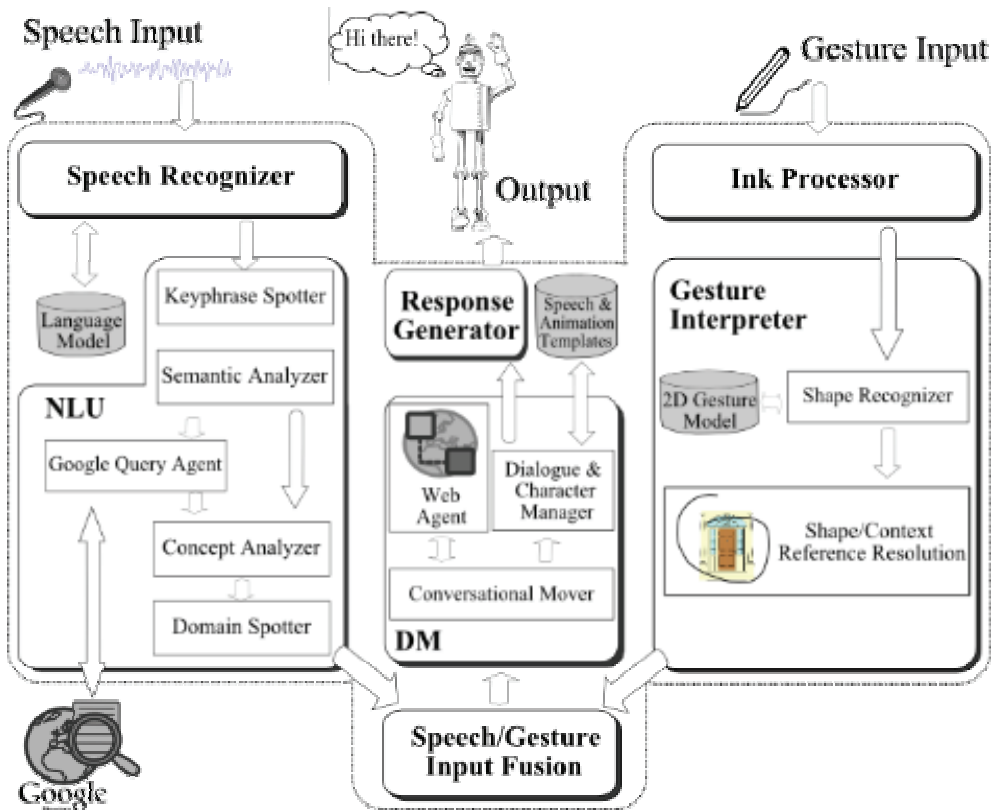 Speech Input
Hi there!
Gesture Input
Speech Recognizer
Output
Ink Processor
Language
Model
Keyphrase Spotter
Semantic Analyzer
NLU
Google Query Agent
Concept Analyzer
Domain Spotter
Google
Response
Generator
Speech &
Animation
Templates
Web
Agent
Dialogue &
Character
Manager
Conversational Mover
DM
Gesture
Interpreter
2D Gesture
Model
Shape Recognizer
Shape/Context
Reference Resolution
Speech/Gesture
Input Fusion